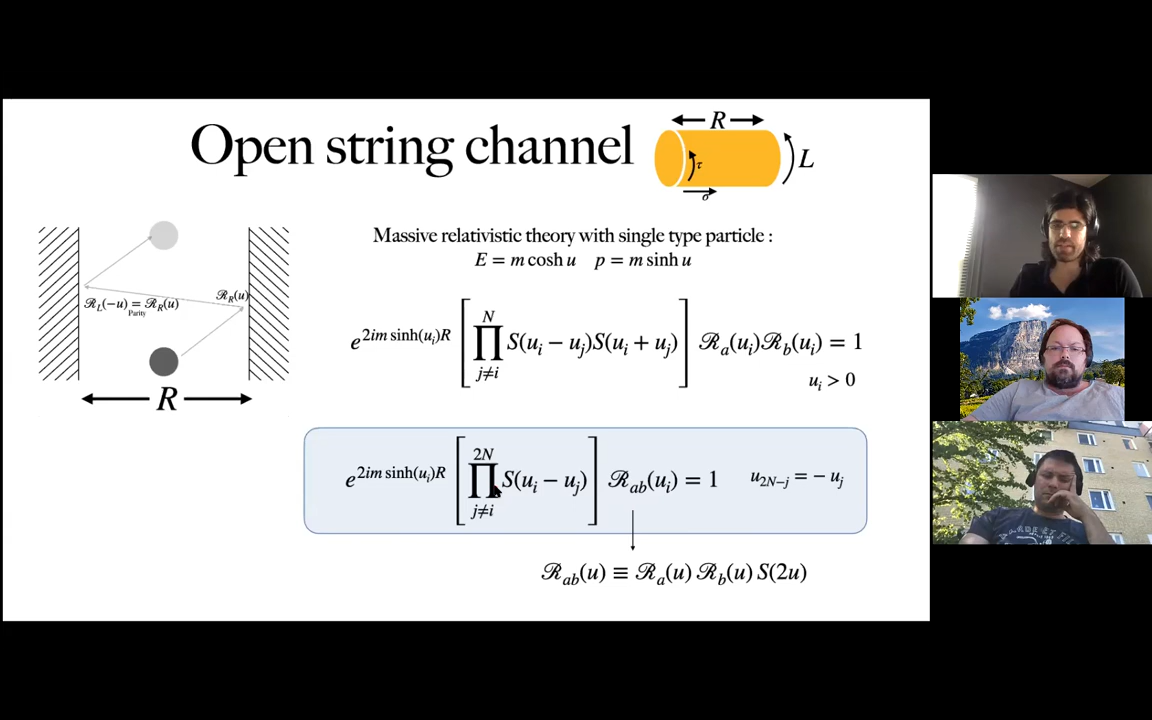 Open string channel
R
τ
L
σ
Massive relativistic theory with single type particle :
E = m cosh u p = m sinh u
ℛ_L(−u) = ℛ_R(u)
Parity
ℛ_R(u)
R
e^{2im sinh(u_i)R} [∏_{j≠i}^{N} S(u_i − u_j)S(u_i + u_j)] ℛ_a(u_i)ℛ_b(u_i) = 1
u_i > 0
e^{2im sinh(u_i)R} [∏_{j≠i}^{2N} S(u_i − u_j)] ℛ_{ab}(u_i) = 1 u_{2N−j} = − u_j
ℛ_{ab}(u) ≡ ℛ_a(u) ℛ_b(u) S(2u)